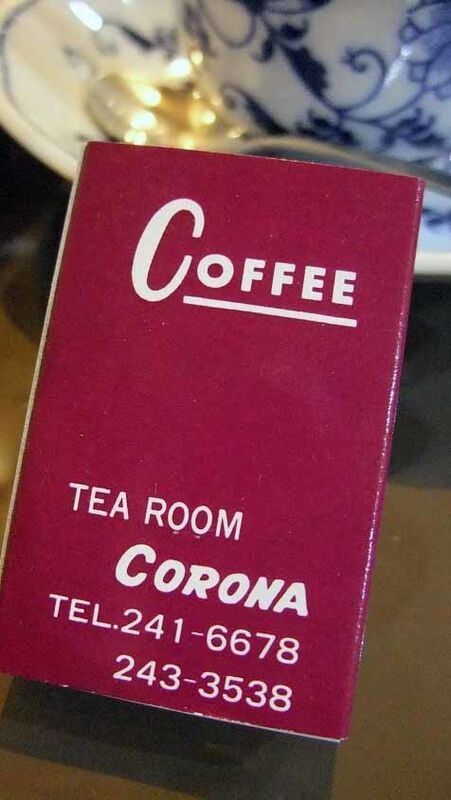 COFFEE
TEA ROOM
CORONA
TEL.241-6678
243-3538